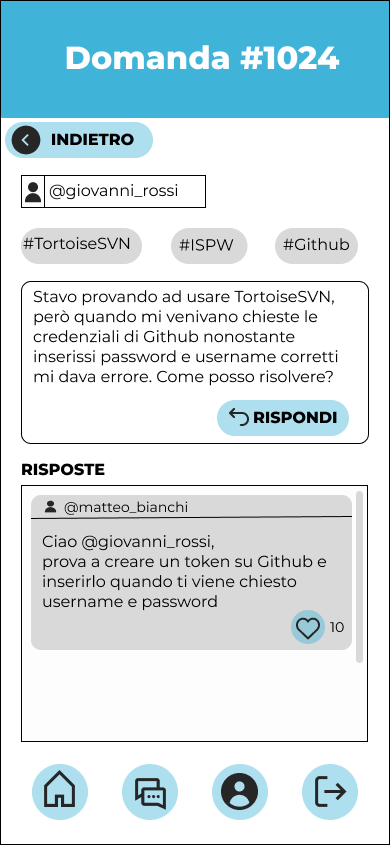 Domanda #1024
INDIETRO
@giovanni_rossi
#TortoiseSVN #ISPW #Github
Stavo provando ad usare TortoiseSVN,
però quando mi venivano chieste le
credenziali di Github nonostante
inserissi password e username corretti
mi dava errore. Come posso risolvere?
RISPONDI
RISPOSTE
@matteo_bianchi
Ciao @giovanni_rossi,
prova a creare un token su Github e
inserirlo quando ti viene chiesto
username e password
10